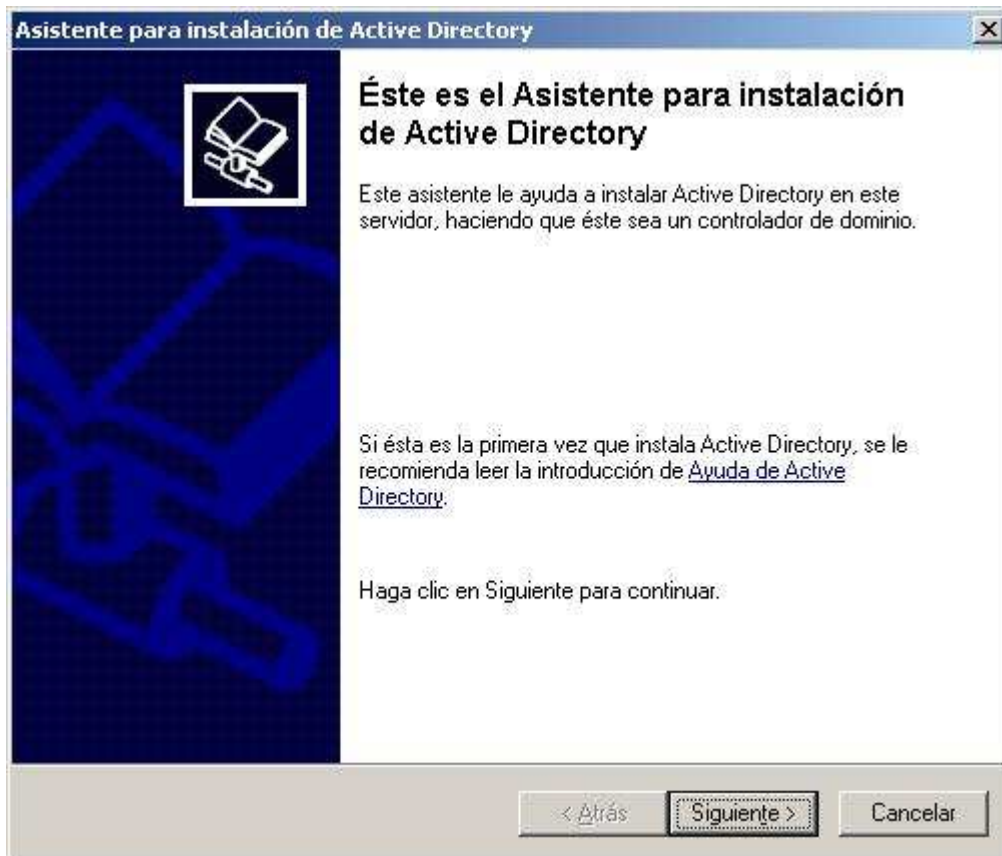 Asistente para instalación de Active Directory
Éste es el Asistente para instalación
de Active Directory
Este asistente le ayuda a instalar Active Directory en este
servidor, haciendo que éste sea un controlador de dominio.
Si ésta es la primera vez que instala Active Directory, se le
recomienda leer la introducción de Ayuda de Active
Directory.
Haga clic en Siguiente para continuar.
< Atrás
Siguiente >
Cancelar